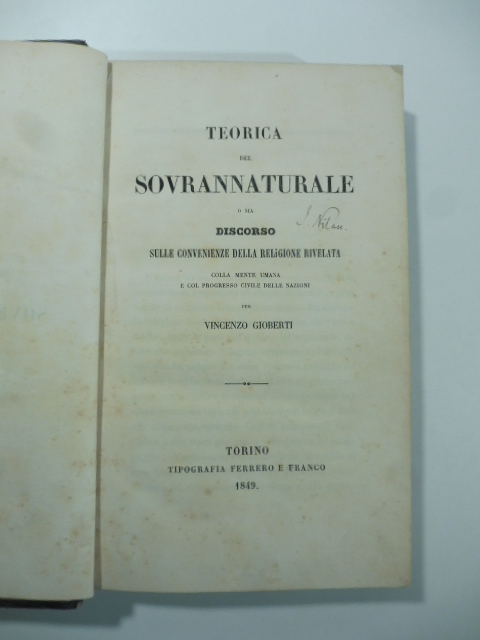 TEORICA
DEL
SOVRANNATURALE
O SIA
DISCORSO
SULLE CONVENIENZE DELLA RELIGIONE RIVELATA
COLLA MENTE UMANA
E COL PROGRESSO CIVILE DELLE NAZIONI
PER
VINCENZO GIOBERTI
TORINO
TIPOGRAFIA FERRERO E FRANCO
1849.